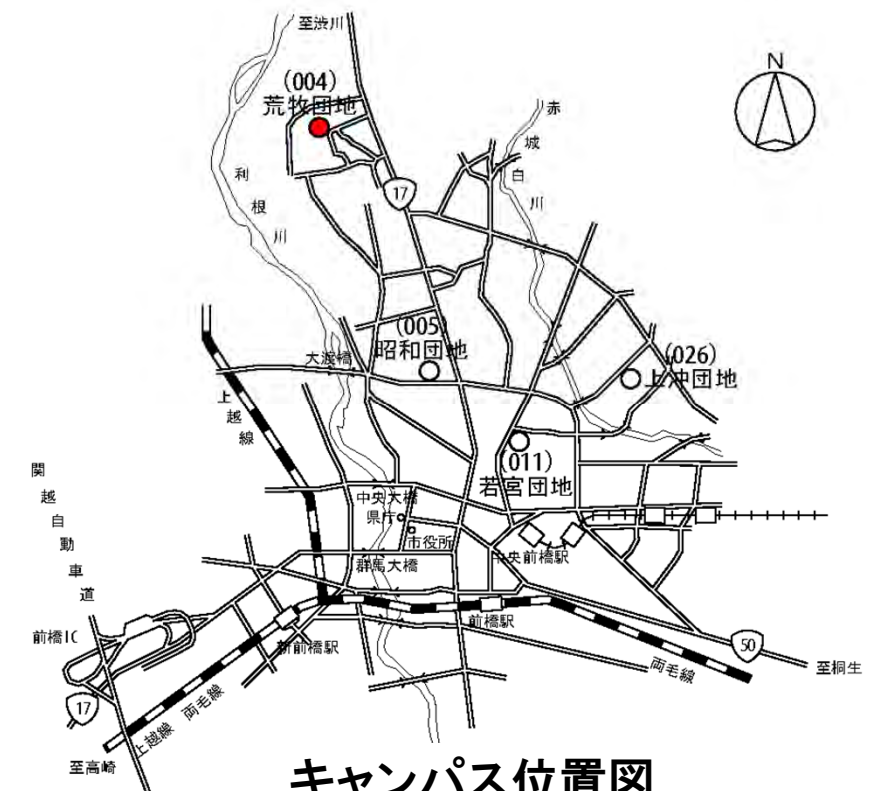 至渋川
N
(004)
荒牧団地
赤城白川
利根川
17
(005)
昭和団地
大渡橋
(026)
上沖団地
上越線
(011)
若宮団地
関越自動車道
中央大橋
県庁
市役所
中央前橋駅
群馬大橋
前橋IC
新前橋駅
前橋駅
50
至桐生
両毛線
17
上越線
両毛線
至高崎
キャンパス位置図